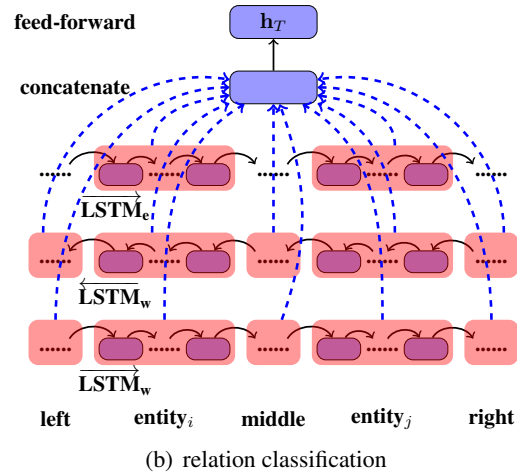 feed-forward
h_T
concatenate
...... ...... ...... ...... ......
→LSTM_e
...... ...... ...... ...... ......
←LSTM_w
...... ...... ...... ...... ......
→LSTM_w
left entity_i middle entity_j right
(b) relation classification